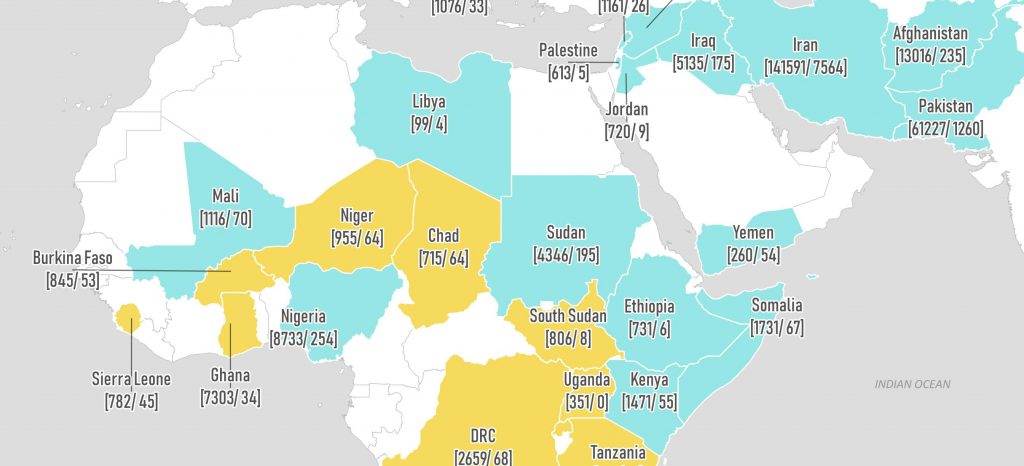 1076/ 33]
[1161/ 26]
Palestine
[613/ 5]
Iraq
[5135/ 175]
Iran
[141591/ 7564]
Afghanistan
[13016/ 235]
Pakistan
[61227/ 1260]
Jordan
[720/ 9]
Libya
[99/ 4]
Mali
[1116/ 70]
Niger
[955/ 64]
Chad
[715/ 64]
Sudan
[4346/ 195]
Yemen
[260/ 54]
Burkina Faso
[845/ 53]
Nigeria
[8733/ 254]
South Sudan
[806/ 8]
Ethiopia
[731/ 6]
Somalia
[1731/ 67]
Sierra Leone
[782/ 45]
Ghana
[7303/ 34]
Uganda
[351/ 0]
Kenya
[1471/ 55]
INDIAN OCEAN
DRC
[2659/ 68]
Tanzania